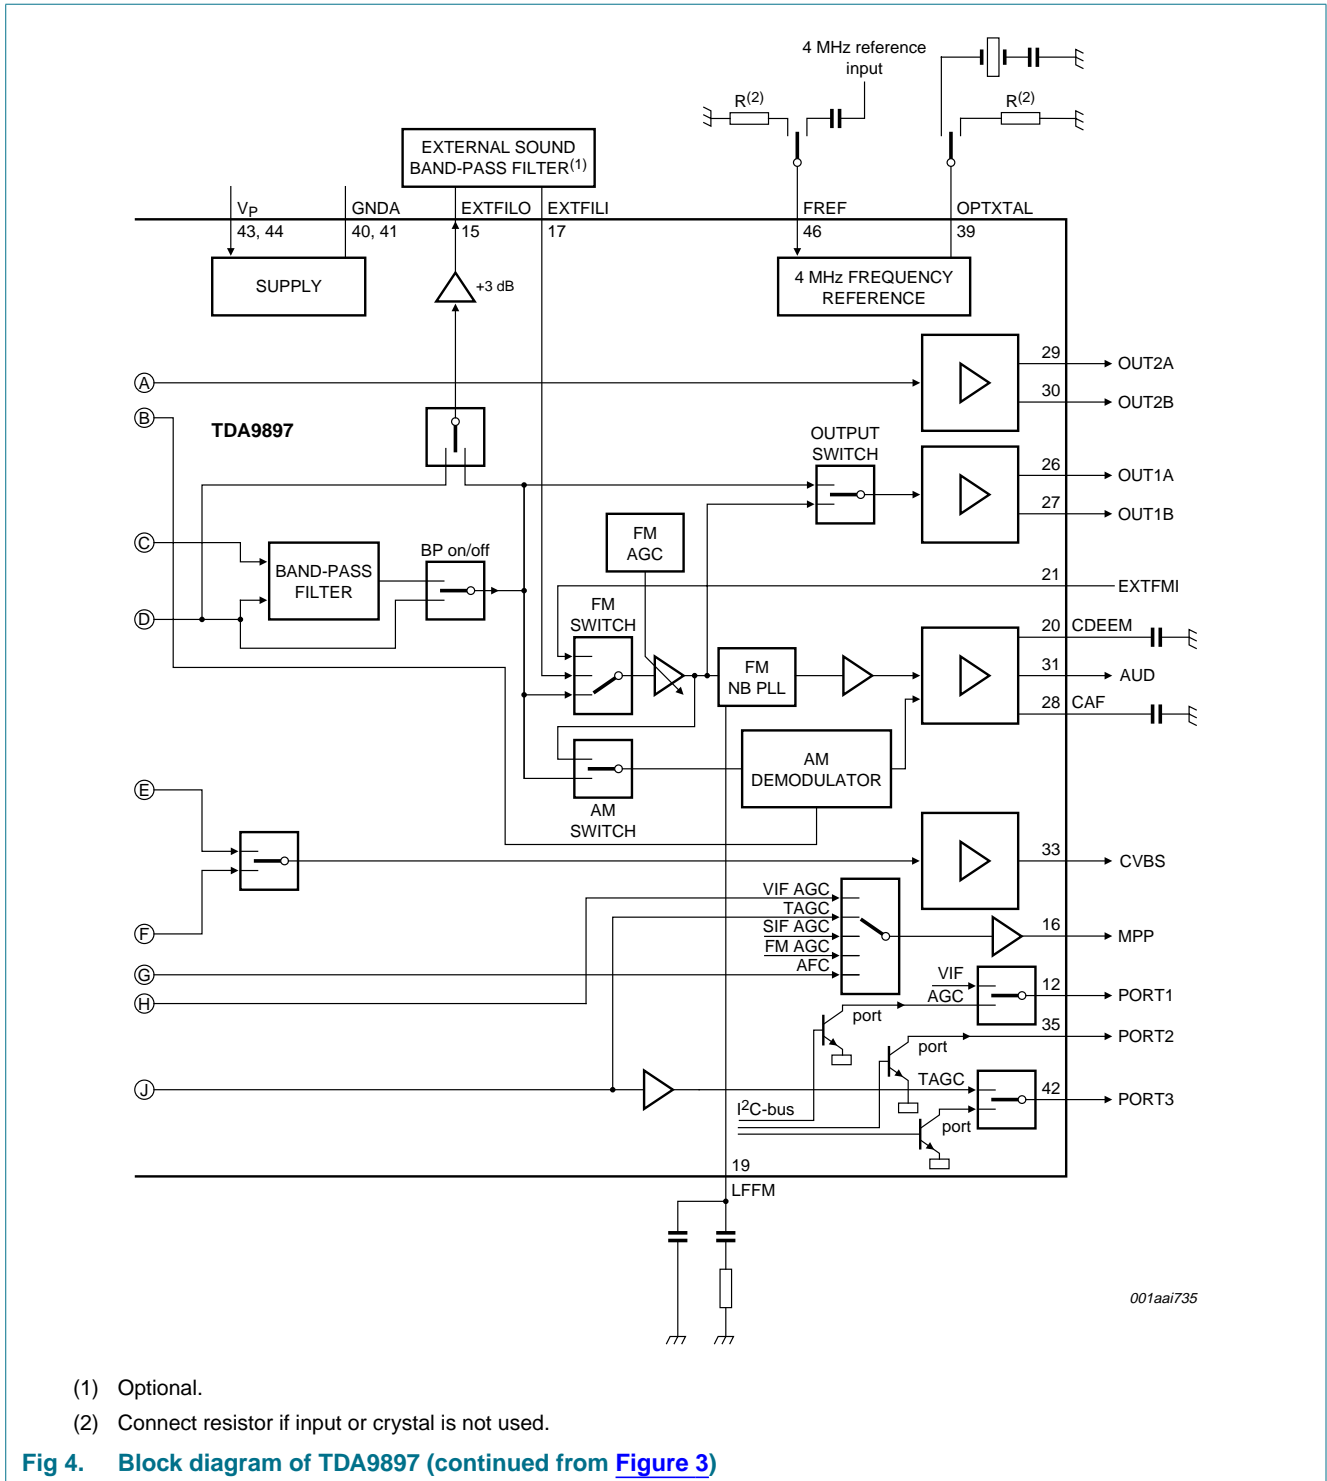 4 MHz reference
input
R(2)
R(2)
EXTERNAL SOUND
BAND-PASS FILTER(1)
VP
GNDA
EXTFILO
EXTFILI
FREF
OPTXTAL
43, 44
40, 41
15
17
46
39
SUPPLY
+3 dB
4 MHz FREQUENCY
REFERENCE
29
OUT2A
A
30
OUT2B
B
TDA9897
OUTPUT
SWITCH
26
OUT1A
27
OUT1B
FM
AGC
C
BP on/off
BAND-PASS
FILTER
21
EXTFMI
FM
SWITCH
D
20
CDEEM
FM
NB PLL
31
AUD
28
CAF
AM
DEMODULATOR
E
AM
SWITCH
33
CVBS
VIF AGC
TAGC
SIF AGC
FM AGC
AFC
16
MPP
F
G
H
VIF
AGC
12
PORT1
port
35
PORT2
port
J
TAGC
42
PORT3
I2C-bus
port
19
LFFM
001aai735
(1) Optional.
(2) Connect resistor if input or crystal is not used.
Fig 4. Block diagram of TDA9897 (continued from Figure 3)